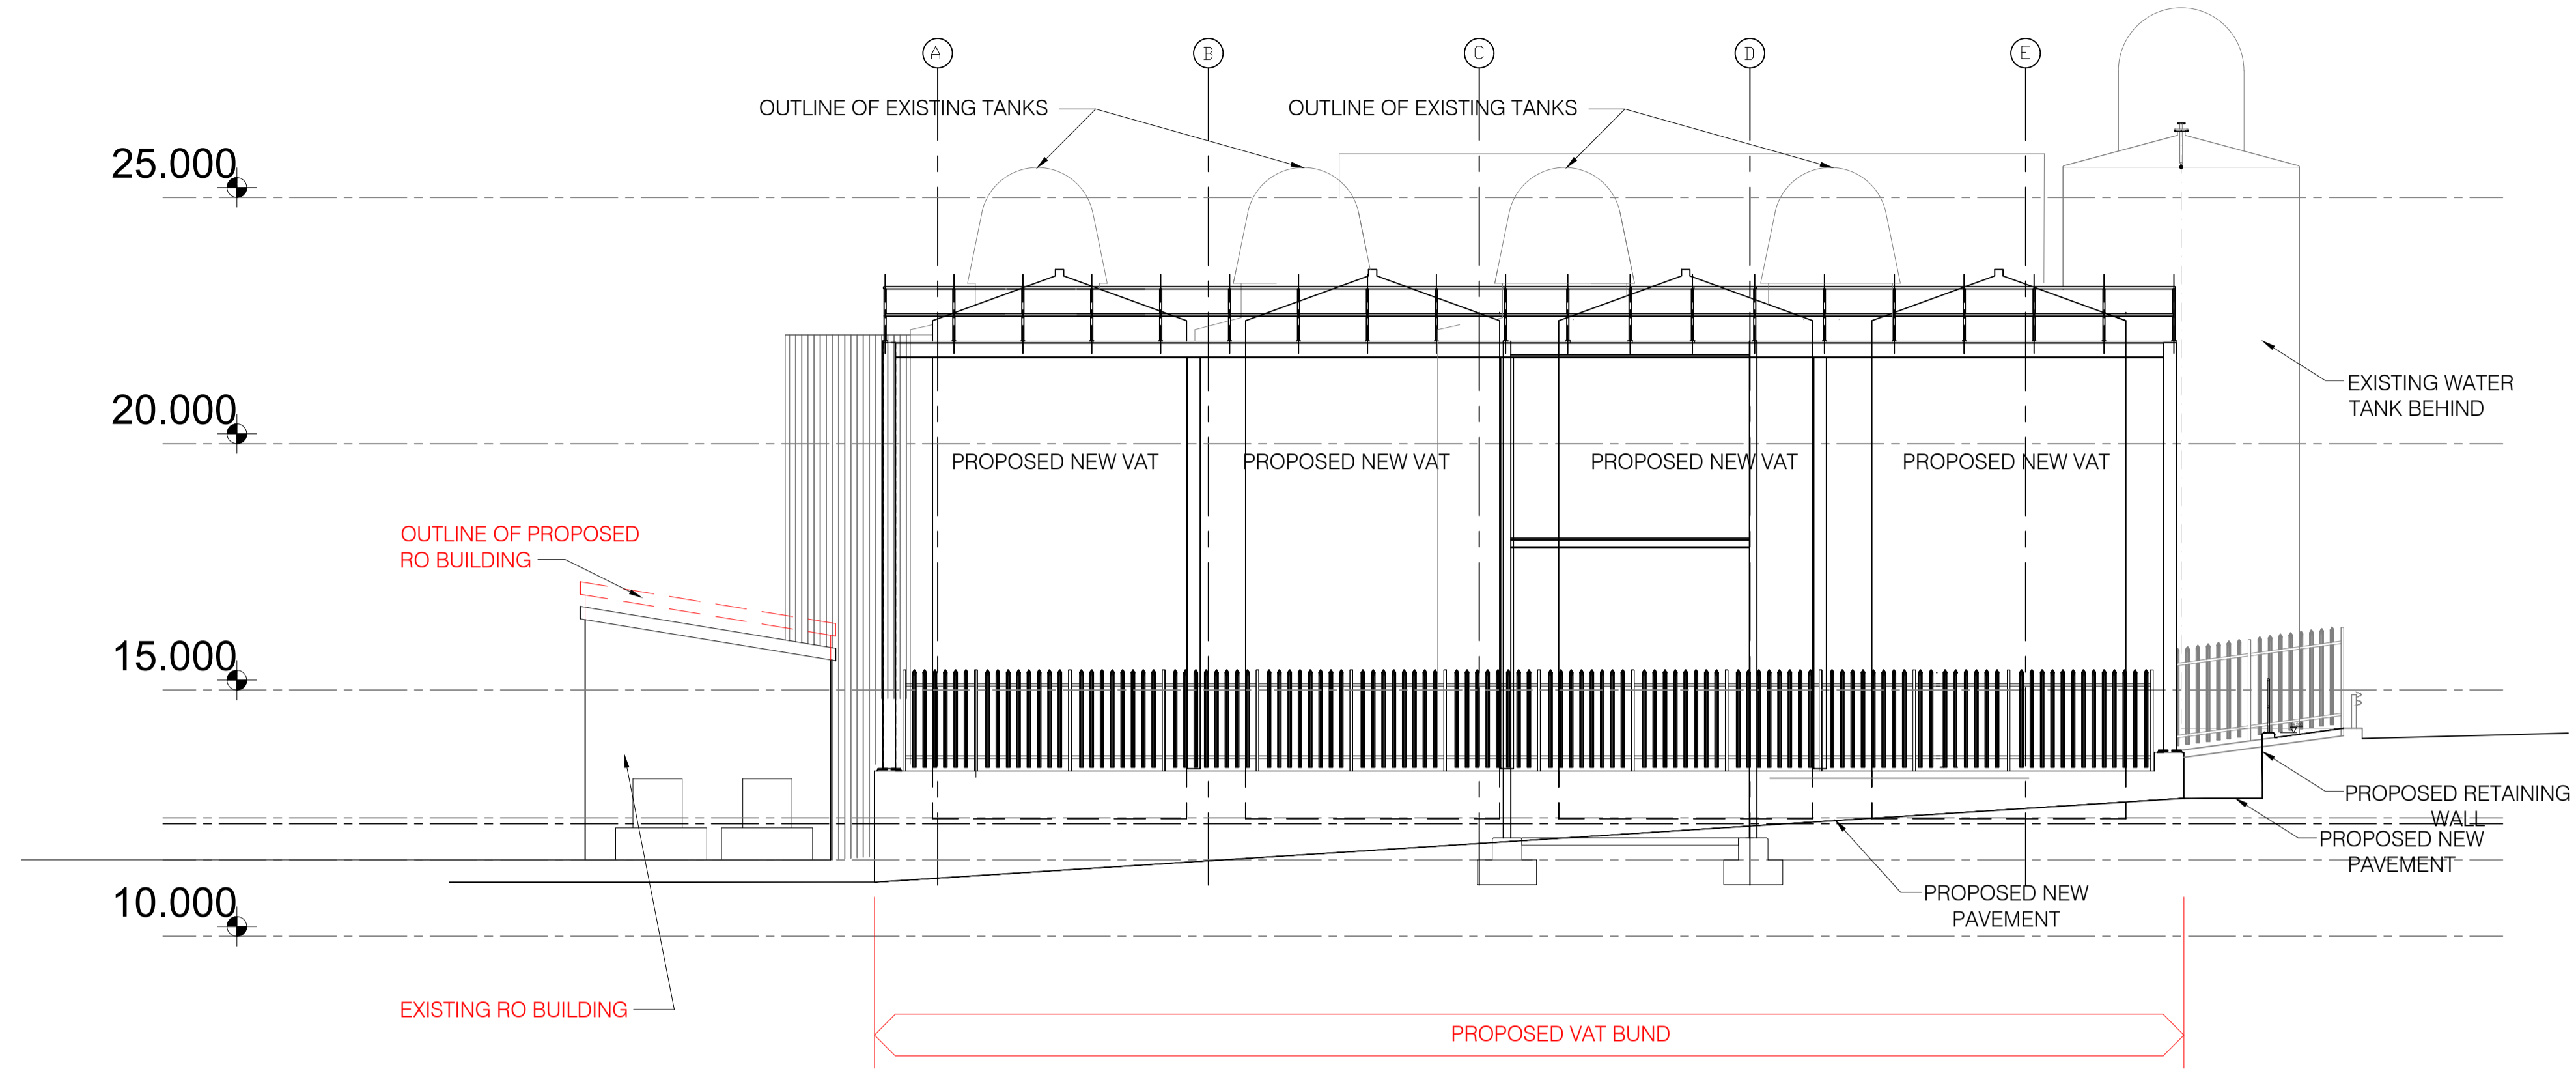 A
B
C
D
E
OUTLINE OF EXISTING TANKS
OUTLINE OF EXISTING TANKS
25.000
20.000
EXISTING WATER
TANK BEHIND
PROPOSED NEW VAT
PROPOSED NEW VAT
PROPOSED NEW VAT
PROPOSED NEW VAT
OUTLINE OF PROPOSED
RO BUILDING
15.000
PROPOSED RETAINING
WALL
PROPOSED NEW
PAVEMENT
PROPOSED NEW
PAVEMENT
10.000
EXISTING RO BUILDING
PROPOSED VAT BUND